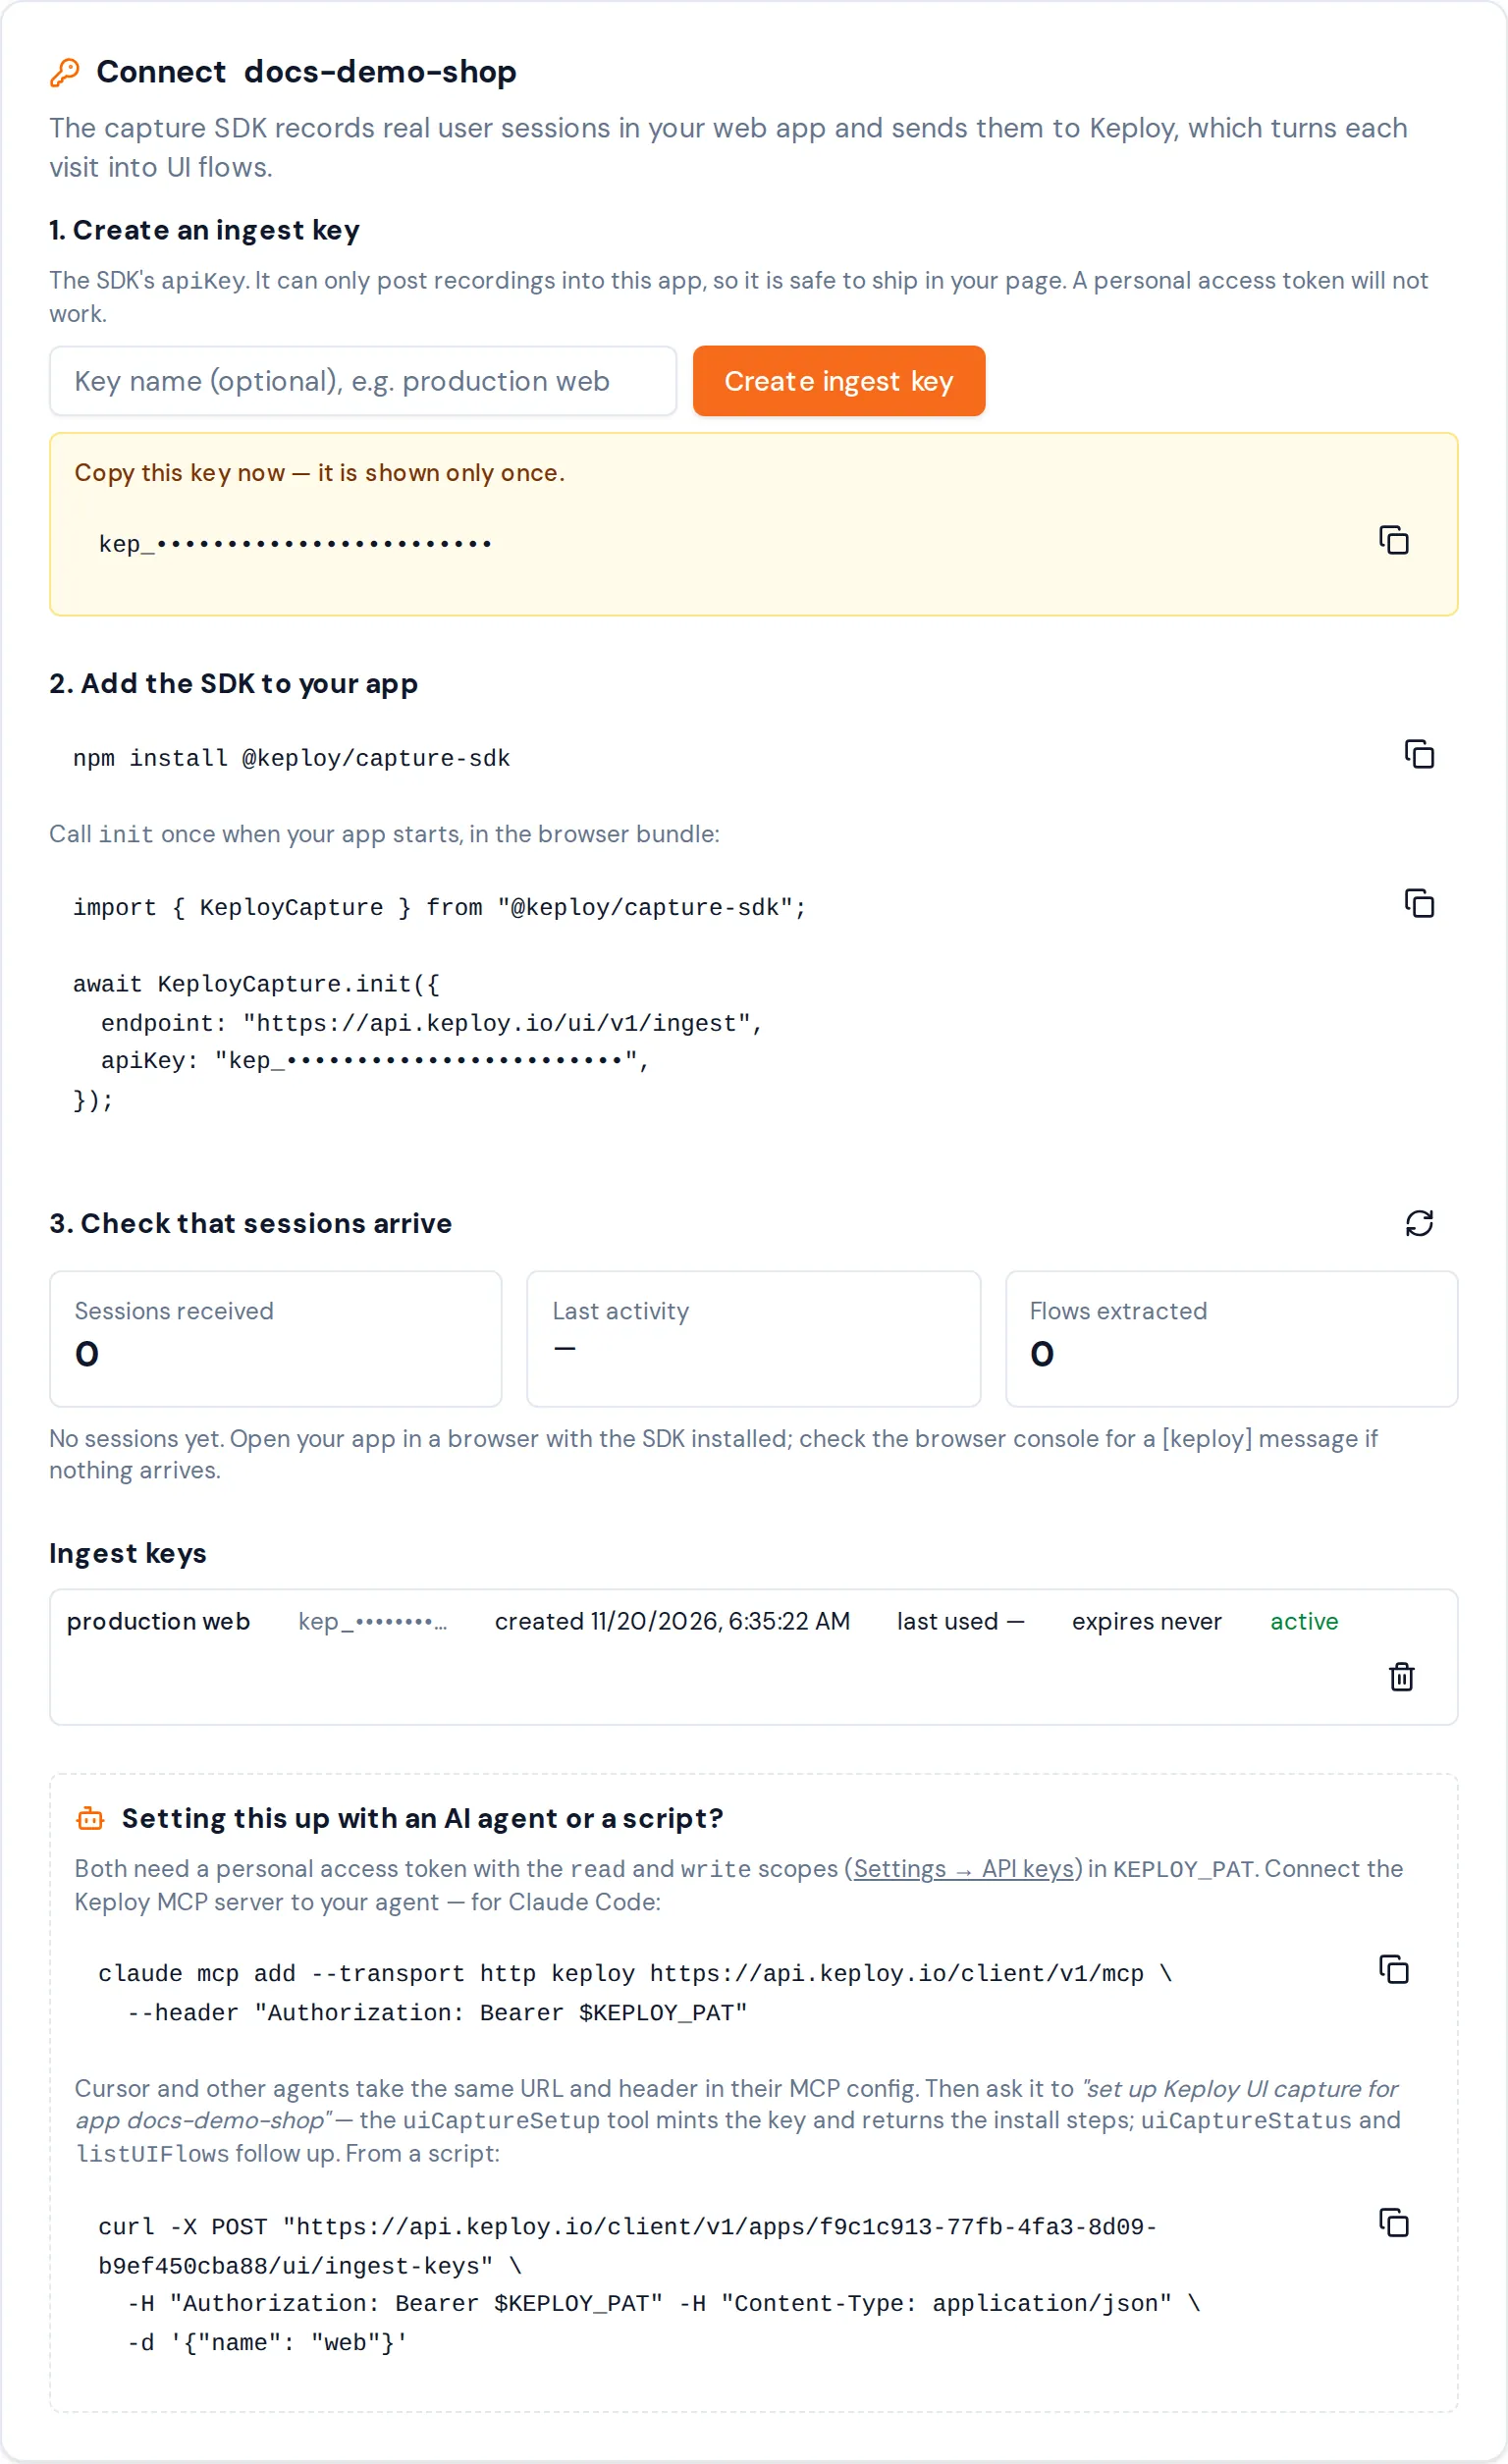 Connect docs-demo-shop
The capture SDK records real user sessions in your web app and sends them to Keploy, which turns each
visit into UI flows.
1. Create an ingest key
The SDK's apiKey. It can only post recordings into this app, so it is safe to ship in your page. A personal access token will not
work.
Key name (optional), e.g. production web
Create ingest key
Copy this key now — it is shown only once.
kep_••••••••••••••••••••••••
2. Add the SDK to your app
npm install @keploy/capture-sdk
Call init once when your app starts, in the browser bundle:
import { KeployCapture } from "@keploy/capture-sdk";
await KeployCapture.init({
endpoint: "https://api.keploy.io/ui/v1/ingest",
apiKey: "kep_••••••••••••••••••••••••",
});
3. Check that sessions arrive
Sessions received
0
Last activity
—
Flows extracted
0
No sessions yet. Open your app in a browser with the SDK installed; check the browser console for a [keploy] message if
nothing arrives.
Ingest keys
production web kep_••••••••… created 11/20/2026, 6:35:22 AM last used — expires never active
Setting this up with an AI agent or a script?
Both need a personal access token with the read and write scopes (Settings → API keys) in KEPLOY_PAT. Connect the
Keploy MCP server to your agent — for Claude Code:
claude mcp add --transport http keploy https://api.keploy.io/client/v1/mcp \
--header "Authorization: Bearer $KEPLOY_PAT"
Cursor and other agents take the same URL and header in their MCP config. Then ask it to "set up Keploy UI capture for
app docs-demo-shop" — the uiCaptureSetup tool mints the key and returns the install steps; uiCaptureStatus and
listUIFlows follow up. From a script:
curl -X POST "https://api.keploy.io/client/v1/apps/f9c1c913-77fb-4fa3-8d09-
b9ef450cba88/ui/ingest-keys" \
-H "Authorization: Bearer $KEPLOY_PAT" -H "Content-Type: application/json" \
-d '{"name": "web"}'